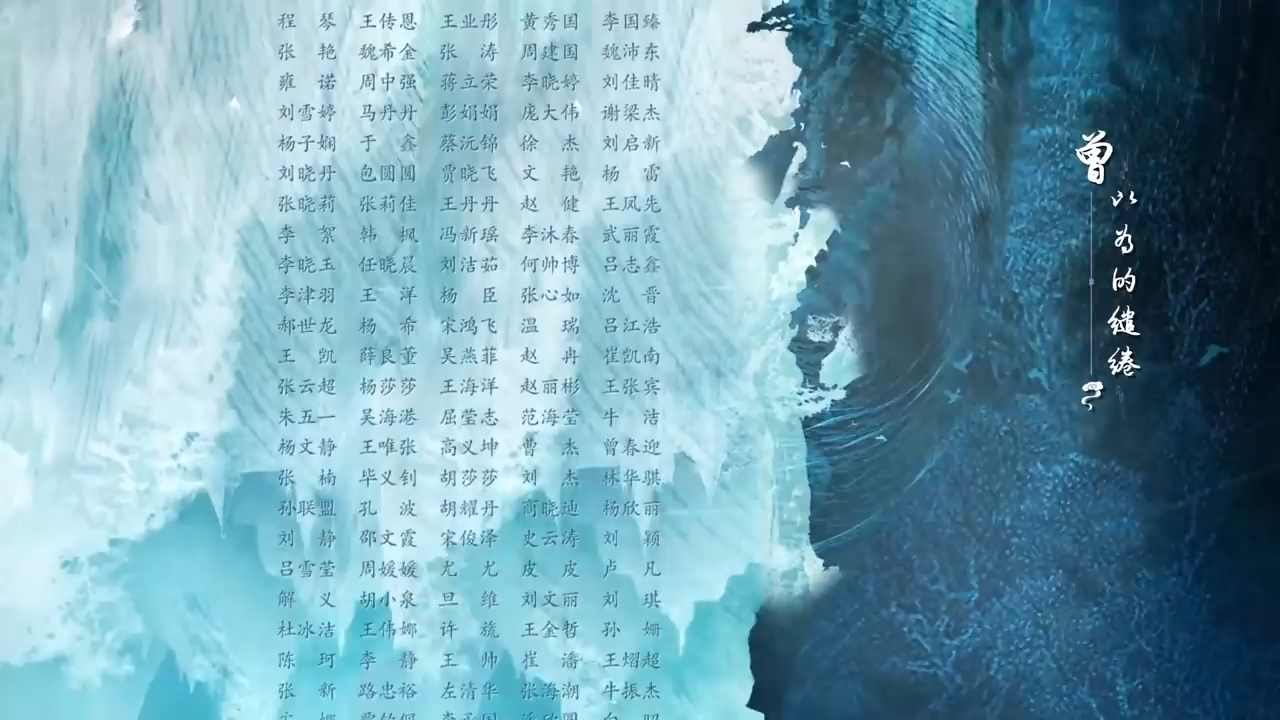 程琴 王传恩 王业彤 黄秀国 李国臻
张艳 魏希金 张涛 周建国 魏沛东
雍诺 周中强 蒋立荣 李晓婷 刘佳晴
刘雪婷 马丹丹 彭娟娟 庞大伟 谢梁杰
杨子娴 于鑫 蔡沅锦 徐杰 刘启新
刘晓丹 包圆圆 贾晓飞 文艳 杨雷
张晓莉 张莉佳 王丹丹 赵健 王凤先
李絮 韩枫 冯新瑶 李沐春 武丽霞
李晓玉 任晓晨 刘洁茹 何帅博 吕志鑫
李津羽 王洋 杨臣 张心如 沈晋
郝世龙 杨希 宋鸿飞 温瑞 吕江浩
王凯 薛良董 吴燕菲 赵冉 崔凯南
张云超 杨莎莎 王海洋 赵丽彬 王张宾
朱五一 吴海港 屈莹志 范海莹 牛洁
杨文静 王唯张 高义坤 曹杰 曾春迎
张楠 毕义钊 胡莎莎 刘杰 林华骐
孙联盟 孔波 胡耀丹 商晓迪 杨欣丽
刘静 邵文霞 宋俊泽 史云涛 刘颖
吕雪莹 周媛媛 尤尤 皮皮 卢凡
解义 胡小泉 旦维 刘文丽 刘琪
杜冰洁 王伟娜 许旒 王金哲 孙姗
陈珂 李静 王帅 崔潘 王熠超
张新 路忠裕 左清华 张海潮 牛振杰
曾以为的缱绻